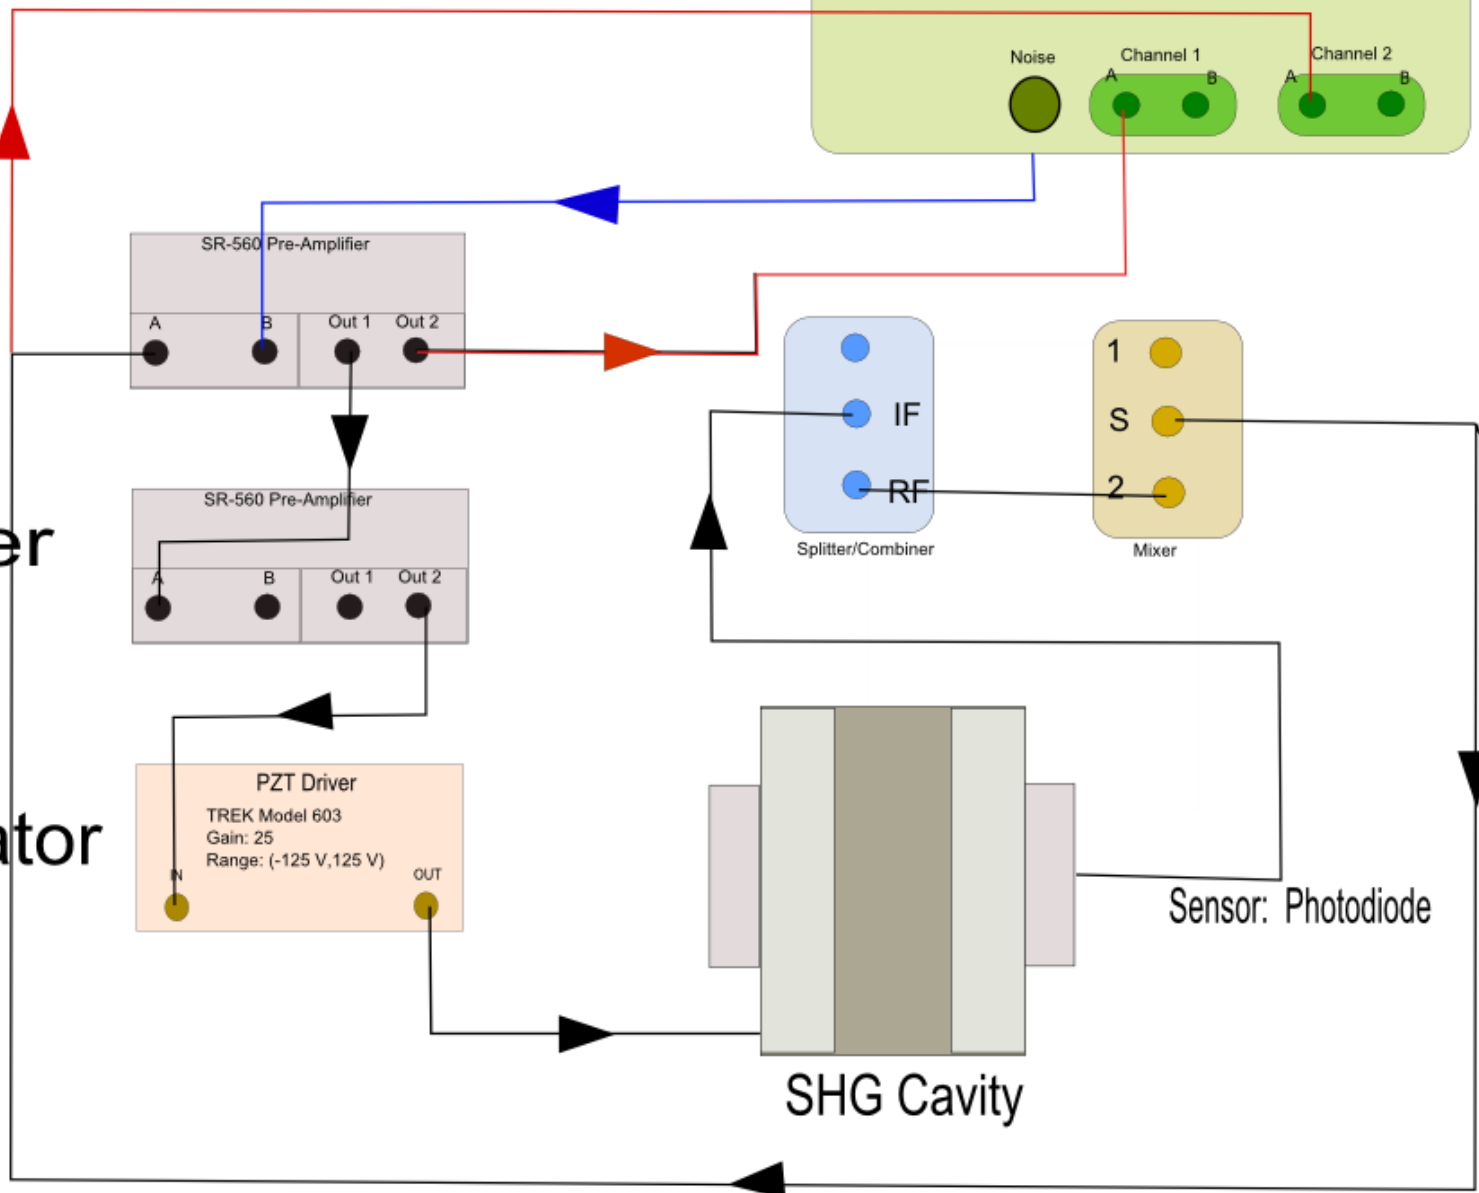 Noise
Channel 1
Channel 2
A
B
A
B
SR-560 Pre-Amplifier
A
B
Out 1
Out 2
IF
RF
Splitter/Combiner
1
S
2
Mixer
SR-560 Pre-Amplifier
er
A
B
Out 1
Out 2
PZT Driver
TREK Model 603
Gain: 25
Range: (-125 V,125 V)
ator
IN
OUT
Sensor: Photodiode
SHG Cavity